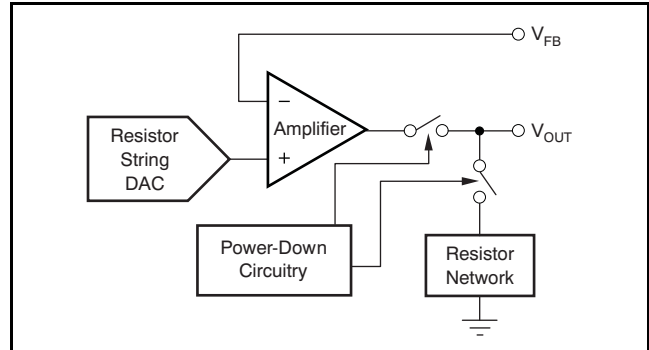 V_FB
−
Amplifier
+
V_OUT
Resistor
String
DAC
Power-Down
Circuitry
Resistor
Network